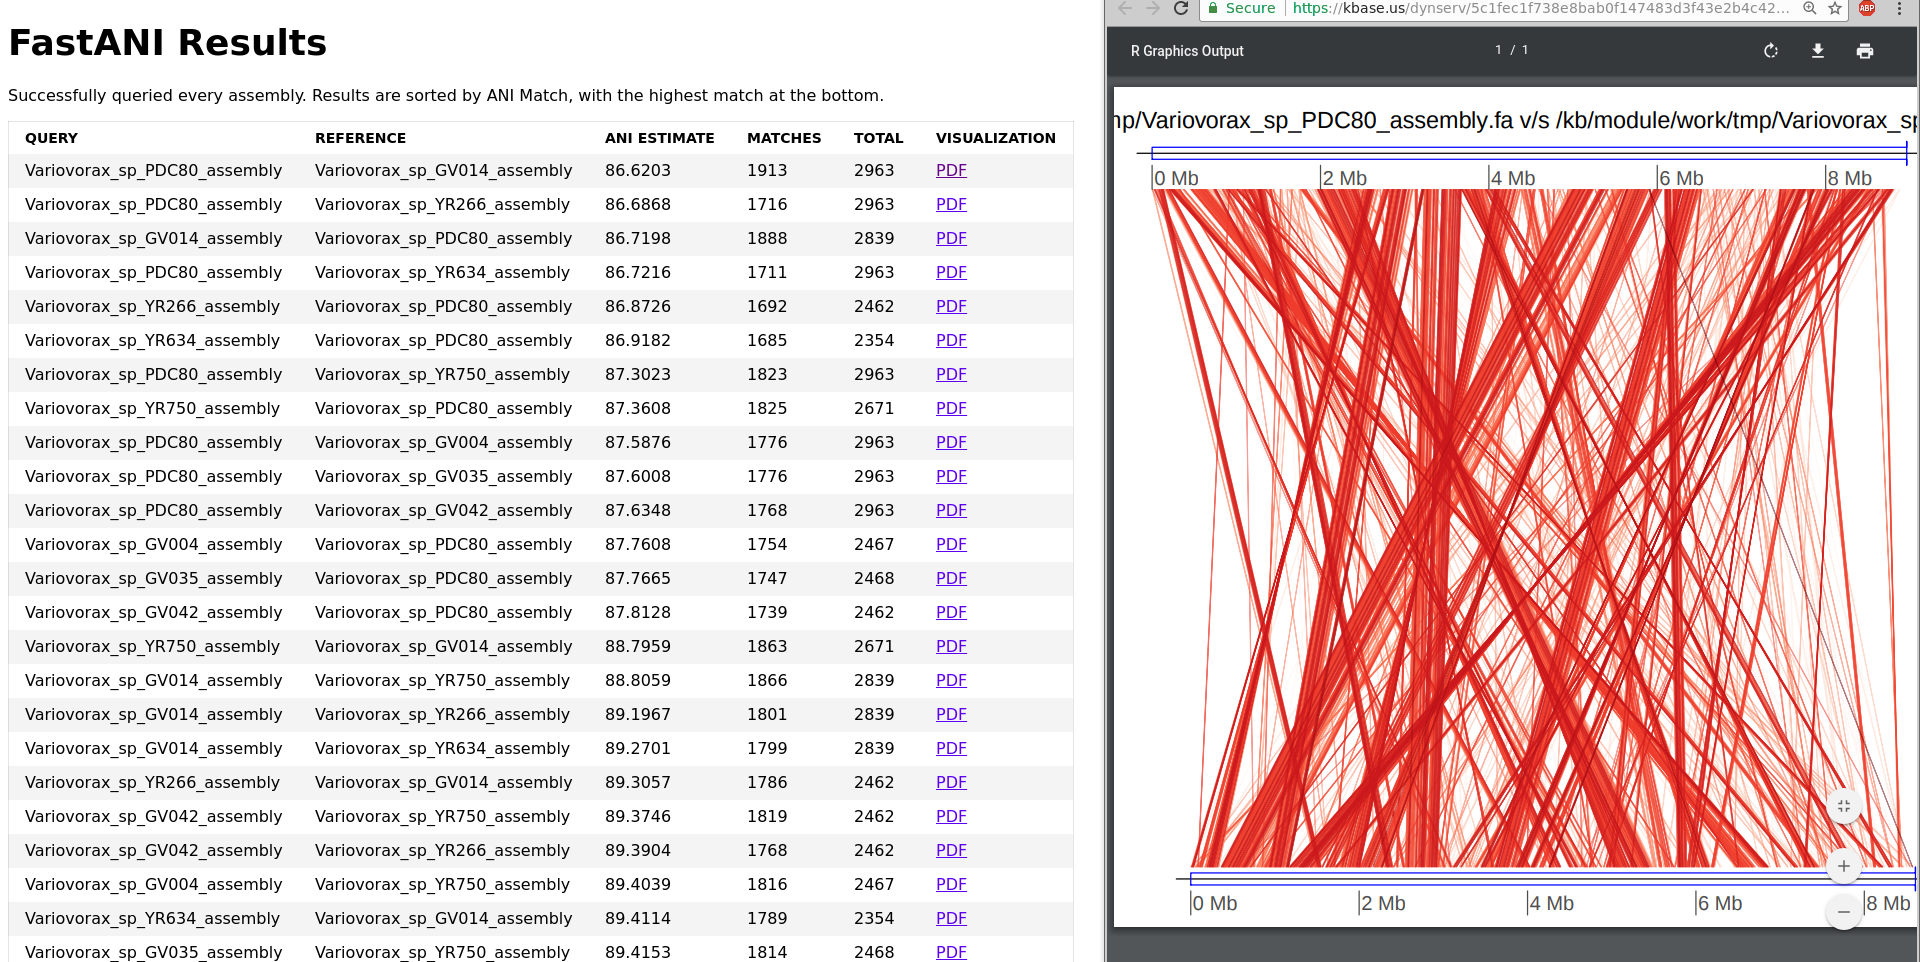 FastANI Results
Successfully queried every assembly. Results are sorted by ANI Match, with the highest match at the bottom.
QUERY REFERENCE ANI ESTIMATE MATCHES TOTAL VISUALIZATION
Variovorax_sp_PDC80_assembly Variovorax_sp_GV014_assembly 86.6203 1913 2963 PDF
Variovorax_sp_PDC80_assembly Variovorax_sp_YR266_assembly 86.6868 1716 2963 PDF
Variovorax_sp_GV014_assembly Variovorax_sp_PDC80_assembly 86.7198 1888 2839 PDF
Variovorax_sp_PDC80_assembly Variovorax_sp_YR634_assembly 86.7216 1711 2963 PDF
Variovorax_sp_YR266_assembly Variovorax_sp_PDC80_assembly 86.8726 1692 2462 PDF
Variovorax_sp_YR634_assembly Variovorax_sp_PDC80_assembly 86.9182 1685 2354 PDF
Variovorax_sp_PDC80_assembly Variovorax_sp_YR750_assembly 87.3023 1823 2963 PDF
Variovorax_sp_YR750_assembly Variovorax_sp_PDC80_assembly 87.3608 1825 2671 PDF
Variovorax_sp_PDC80_assembly Variovorax_sp_GV004_assembly 87.5876 1776 2963 PDF
Variovorax_sp_PDC80_assembly Variovorax_sp_GV035_assembly 87.6008 1776 2963 PDF
Variovorax_sp_PDC80_assembly Variovorax_sp_GV042_assembly 87.6348 1768 2963 PDF
Variovorax_sp_GV004_assembly Variovorax_sp_PDC80_assembly 87.7608 1754 2467 PDF
Variovorax_sp_GV035_assembly Variovorax_sp_PDC80_assembly 87.7665 1747 2468 PDF
Variovorax_sp_GV042_assembly Variovorax_sp_PDC80_assembly 87.8128 1739 2462 PDF
Variovorax_sp_YR750_assembly Variovorax_sp_GV014_assembly 88.7959 1863 2671 PDF
Variovorax_sp_GV014_assembly Variovorax_sp_YR750_assembly 88.8059 1866 2839 PDF
Variovorax_sp_GV014_assembly Variovorax_sp_YR266_assembly 89.1967 1801 2839 PDF
Variovorax_sp_GV014_assembly Variovorax_sp_YR634_assembly 89.2701 1799 2839 PDF
Variovorax_sp_YR266_assembly Variovorax_sp_GV014_assembly 89.3057 1786 2462 PDF
Variovorax_sp_GV042_assembly Variovorax_sp_YR750_assembly 89.3746 1819 2462 PDF
Variovorax_sp_GV042_assembly Variovorax_sp_YR266_assembly 89.3904 1768 2462 PDF
Variovorax_sp_GV004_assembly Variovorax_sp_YR750_assembly 89.4039 1816 2467 PDF
Variovorax_sp_YR634_assembly Variovorax_sp_GV014_assembly 89.4114 1789 2354 PDF
Variovorax_sp_GV035_assembly Variovorax_sp_YR750_assembly 89.4153 1814 2468 PDF
Secure https://kbase.us/dynserv/5c1fec1f738e8bab0f147483d3f43e2b4c42... ABP
R Graphics Output 1 / 1
np/Variovorax_sp_PDC80_assembly.fa v/s /kb/module/work/tmp/Variovorax_sp
0 Mb 2 Mb 4 Mb 6 Mb 8 Mb
0 Mb 2 Mb 4 Mb 6 Mb 8 Mb